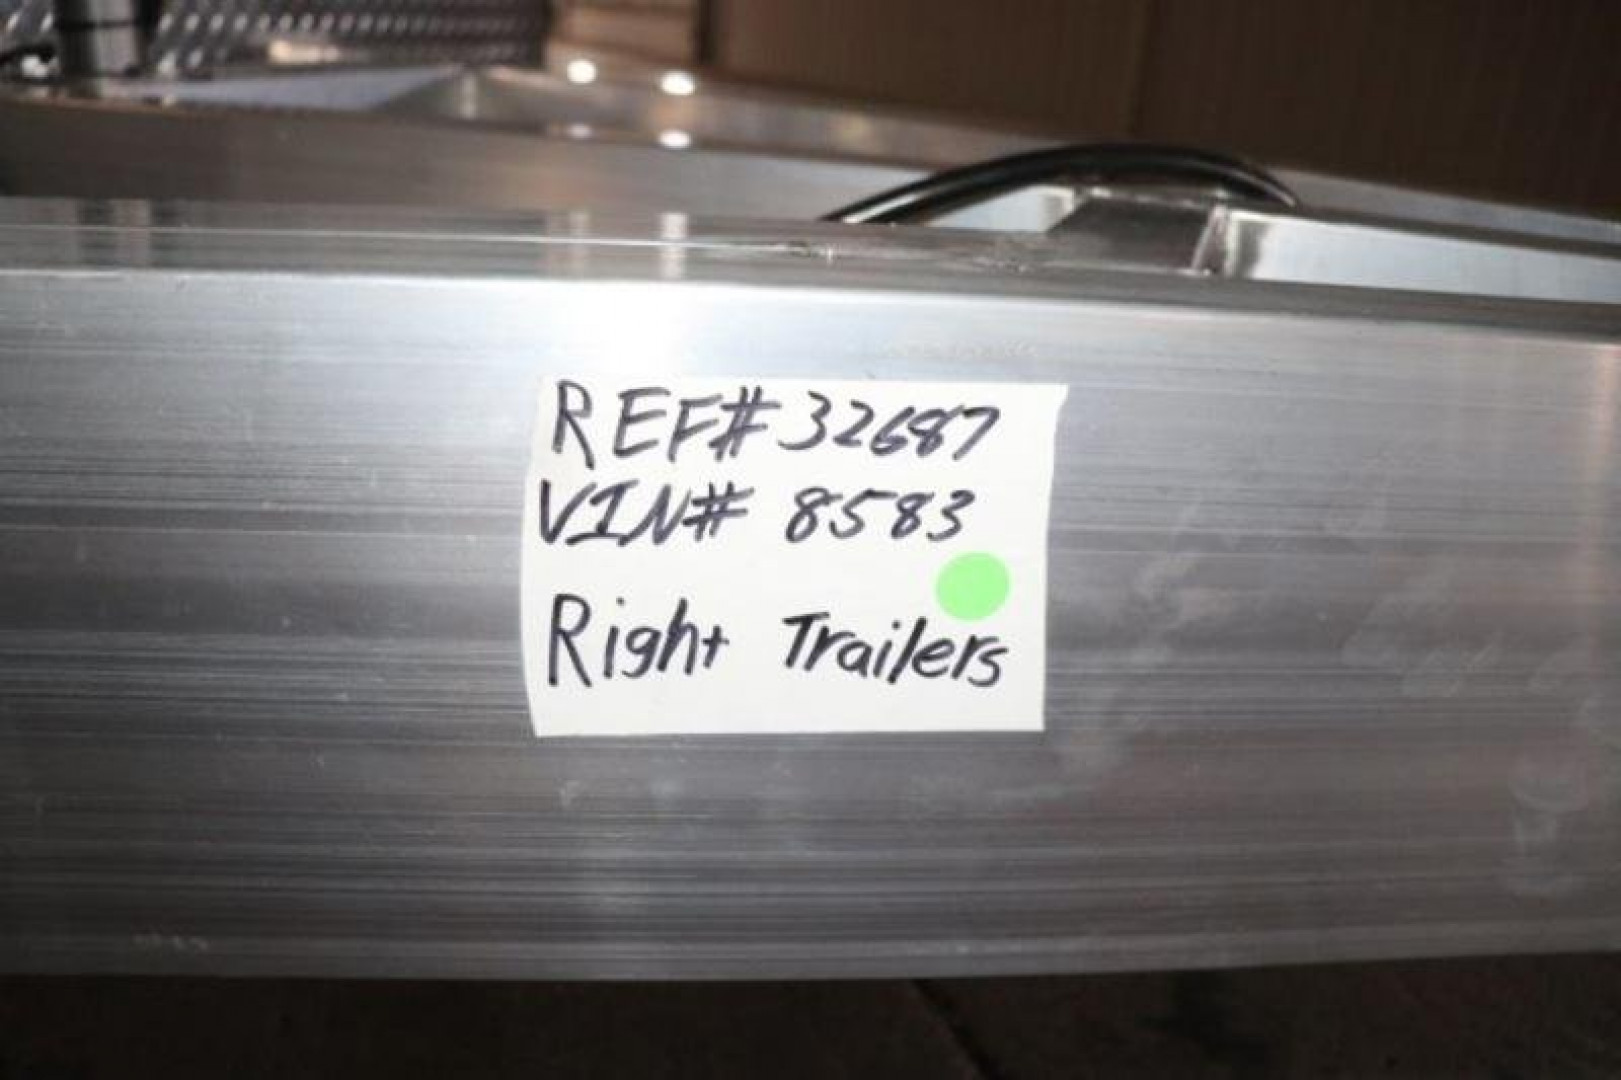 REF# 32687
VIN# 8583
Right Trailers